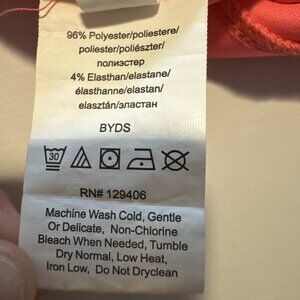 96% Polyester/poliestere/
poliester/poliészter/
полиэстер
4% Elasthan/elastane/
élasthanne/elastan/
elasztán/эластан
BYDS
30
RN# 129406
Machine Wash Cold, Gentle
Or Delicate, Non-Chlorine
Bleach When Needed, Tumble
Dry Normal, Low Heat,
Iron Low, Do Not Dryclean